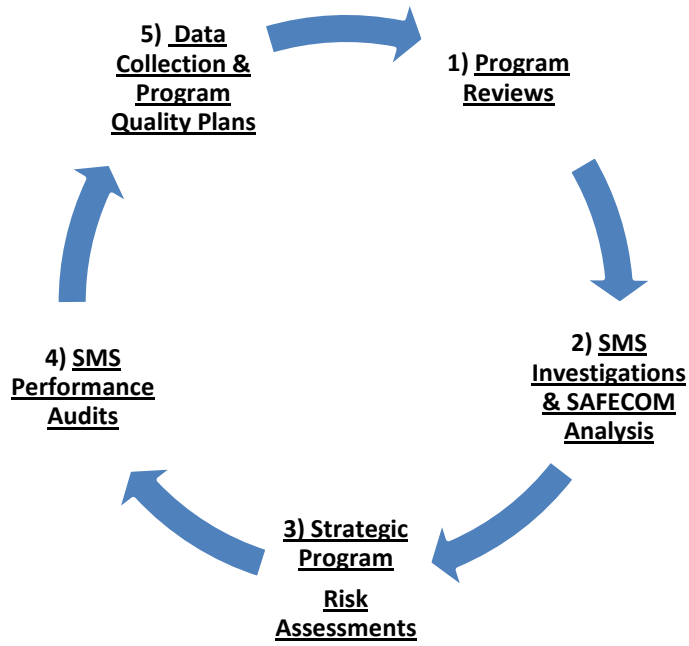 1) Program
Reviews
2) SMS
Investigations
& SAFECOM
Analysis
3) Strategic
Program
Risk
Assessments
4) SMS
Performance
Audits
5) Data
Collection &
Program
Quality Plans